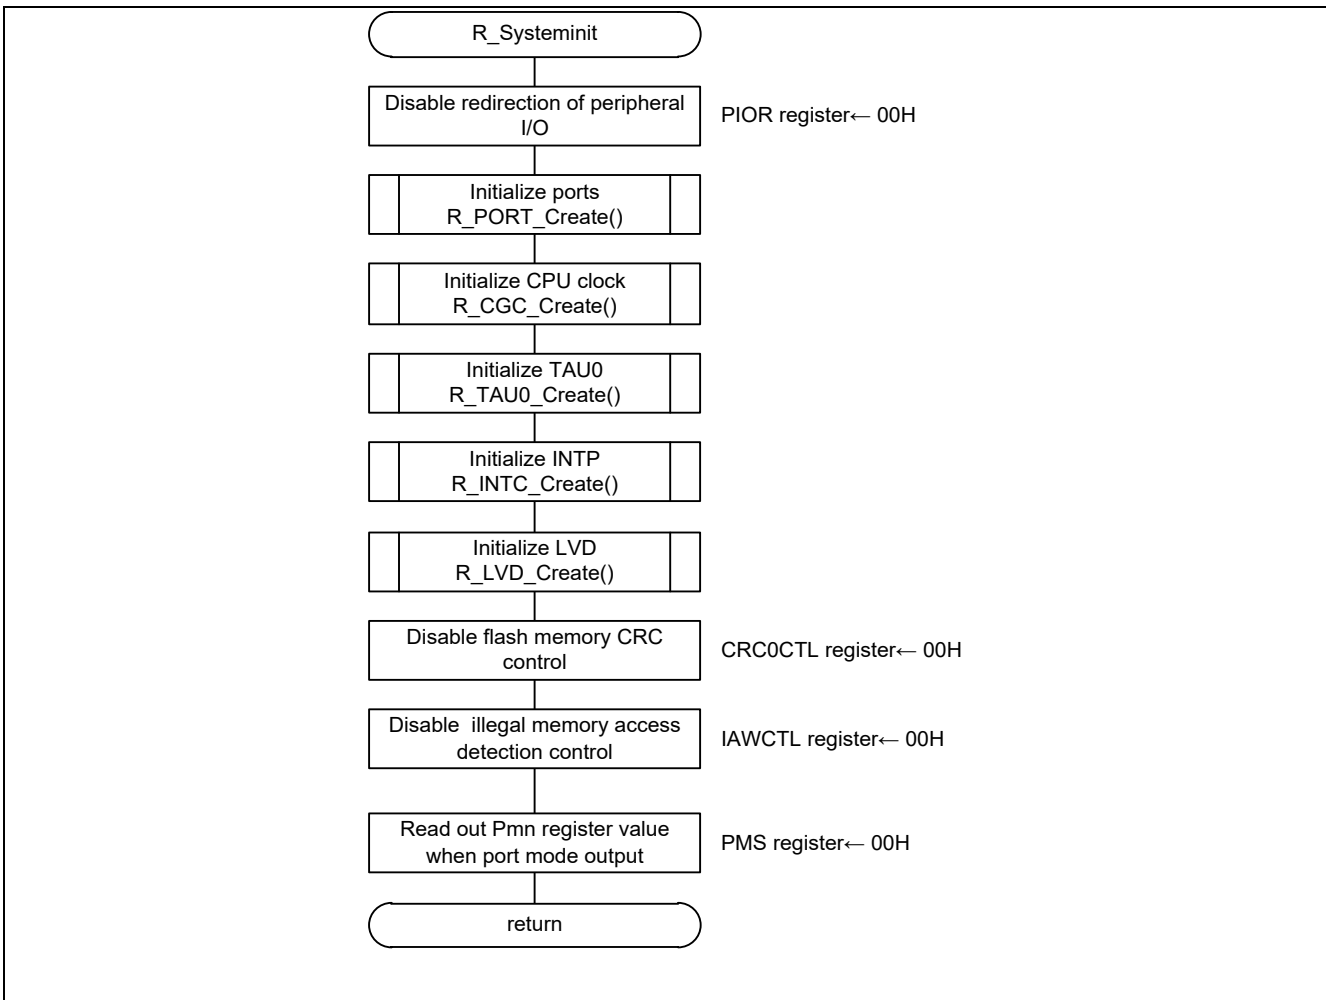 R_Systeminit
Disable redirection of peripheral
I/O
PIOR register← 00H
Initialize ports
R_PORT_Create()
Initialize CPU clock
R_CGC_Create()
Initialize TAU0
R_TAU0_Create()
Initialize INTP
R_INTC_Create()
Initialize LVD
R_LVD_Create()
Disable flash memory CRC
control
CRC0CTL register← 00H
Disable  illegal memory access
detection control
IAWCTL register← 00H
Read out Pmn register value
when port mode output
PMS register← 00H
return